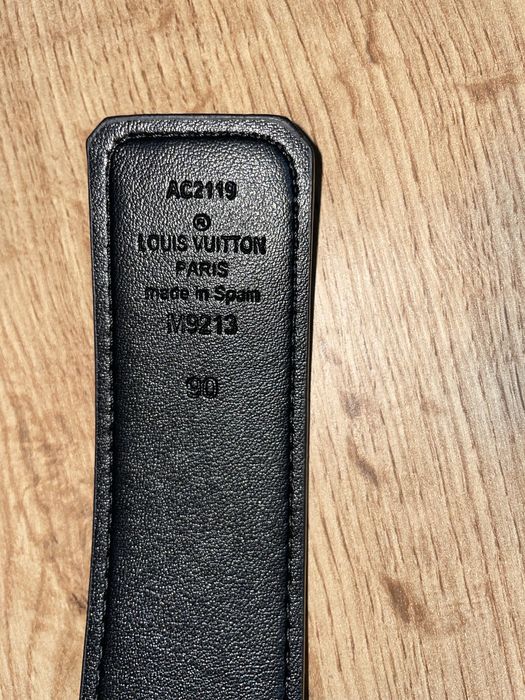 AC2119
®
LOUIS VUITTON
PARIS
made in Spain
M9213
90